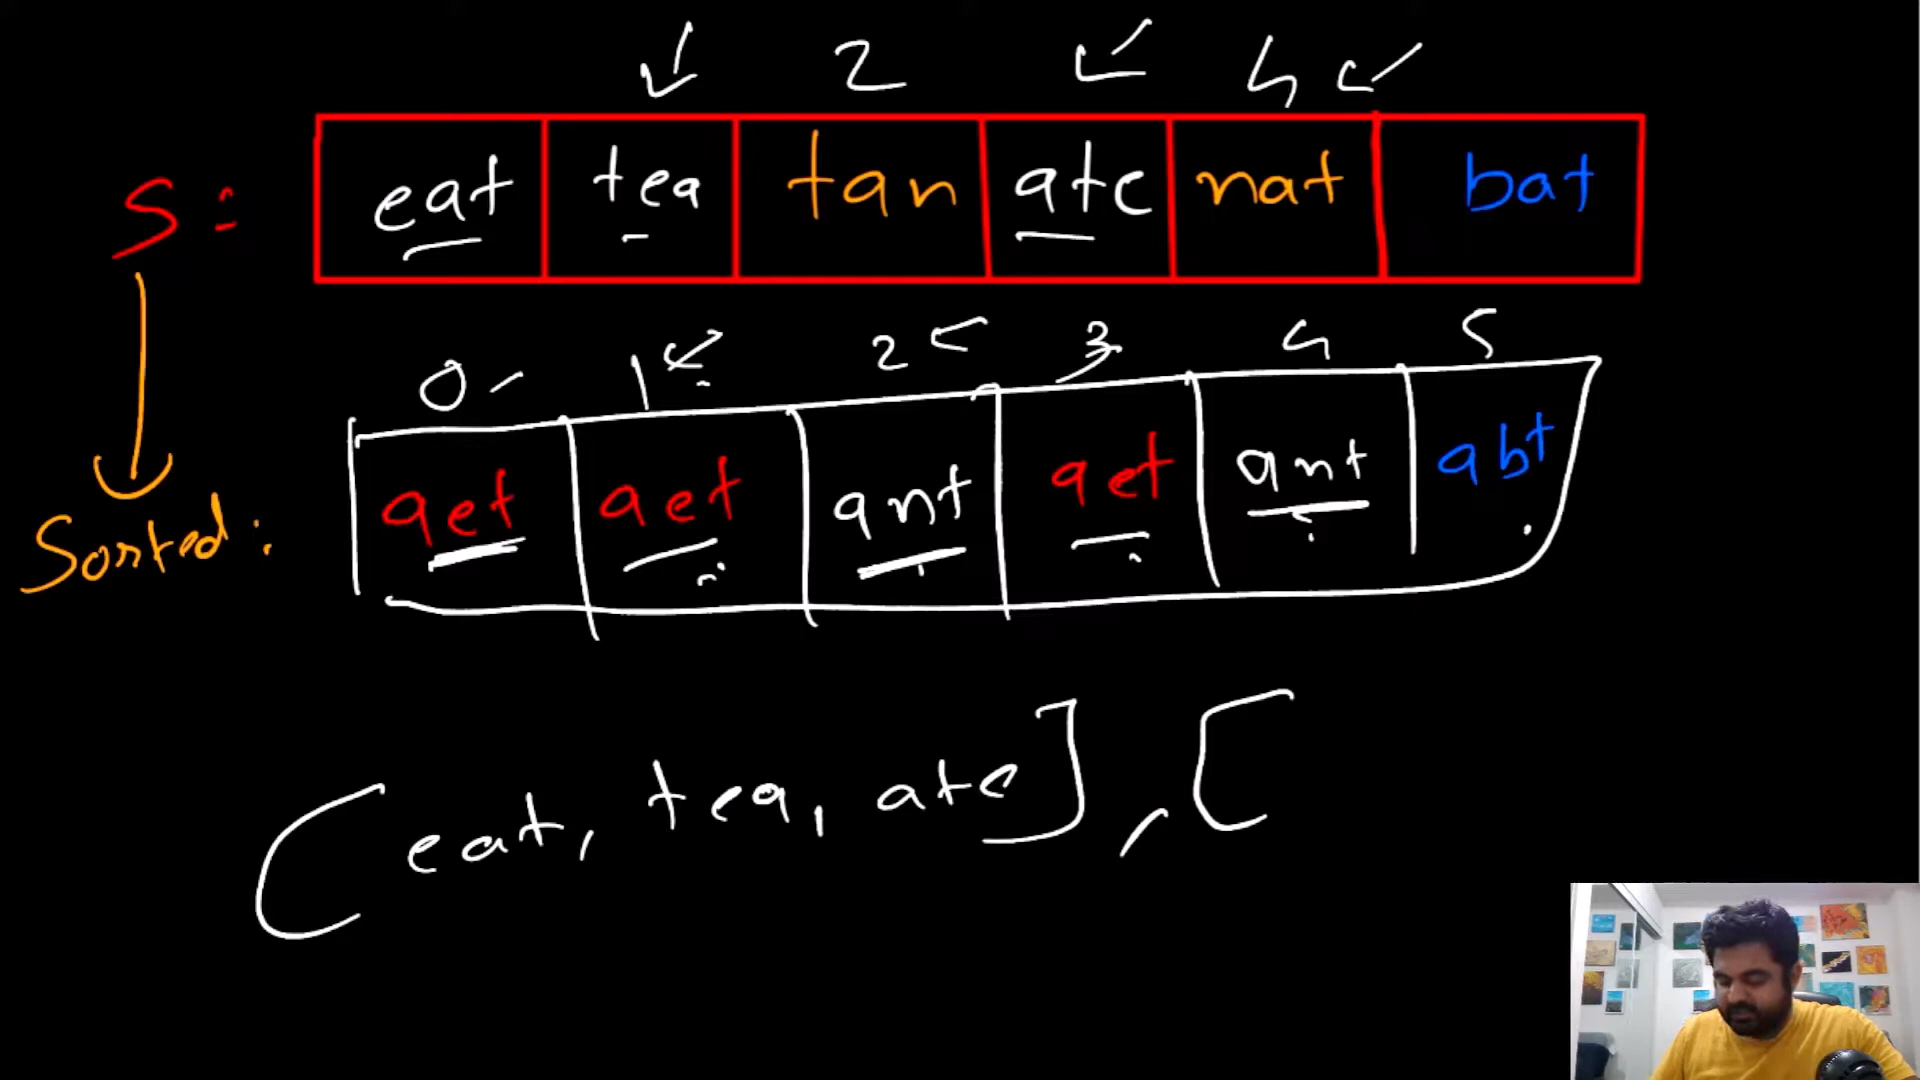 2 4
S: eat tea tan ate nat bat
0 1 2 3 4 5
Sorted: aet aet ant aet ant abt
[eat, tea, ate], [